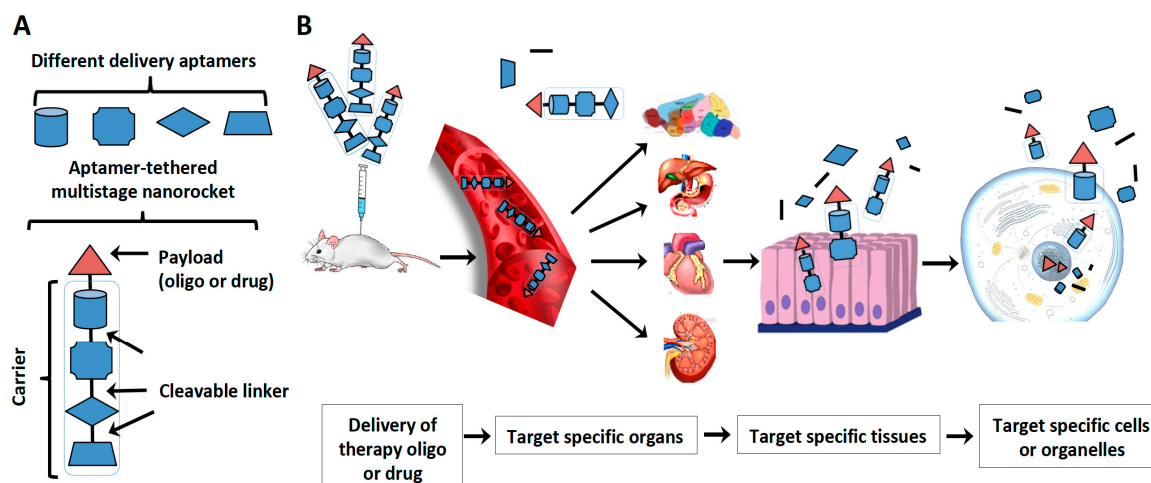 A
Different delivery aptamers
Aptamer-tethered
multistage nanorocket
Payload
(oligo or drug)
Carrier
Cleavable linker
B
Delivery of
therapy oligo
or drug
Target specific organs
Target specific tissues
Target specific cells
or organelles